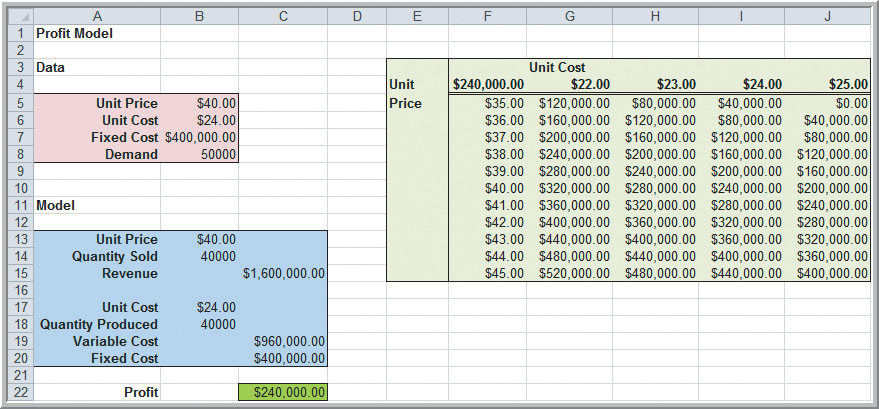 A B C D E F G H I J
1 Profit Model
2
3 Data Unit Cost
4 Unit $240,000.00 $22.00 $23.00 $24.00 $25.00
5 Unit Price $40.00 Price $35.00 $120,000.00 $80,000.00 $40,000.00 $0.00
6 Unit Cost $24.00 $36.00 $160,000.00 $120,000.00 $80,000.00 $40,000.00
7 Fixed Cost $400,000.00 $37.00 $200,000.00 $160,000.00 $120,000.00 $80,000.00
8 Demand 50000 $38.00 $240,000.00 $200,000.00 $160,000.00 $120,000.00
9 $39.00 $280,000.00 $240,000.00 $200,000.00 $160,000.00
10 $40.00 $320,000.00 $280,000.00 $240,000.00 $200,000.00
11 Model $41.00 $360,000.00 $320,000.00 $280,000.00 $240,000.00
12 $42.00 $400,000.00 $360,000.00 $320,000.00 $280,000.00
13 Unit Price $40.00 $43.00 $440,000.00 $400,000.00 $360,000.00 $320,000.00
14 Quantity Sold 40000 $44.00 $480,000.00 $440,000.00 $400,000.00 $360,000.00
15 Revenue $1,600,000.00 $45.00 $520,000.00 $480,000.00 $440,000.00 $400,000.00
16
17 Unit Cost $24.00
18 Quantity Produced 40000
19 Variable Cost $960,000.00
20 Fixed Cost $400,000.00
21
22 Profit $240,000.00